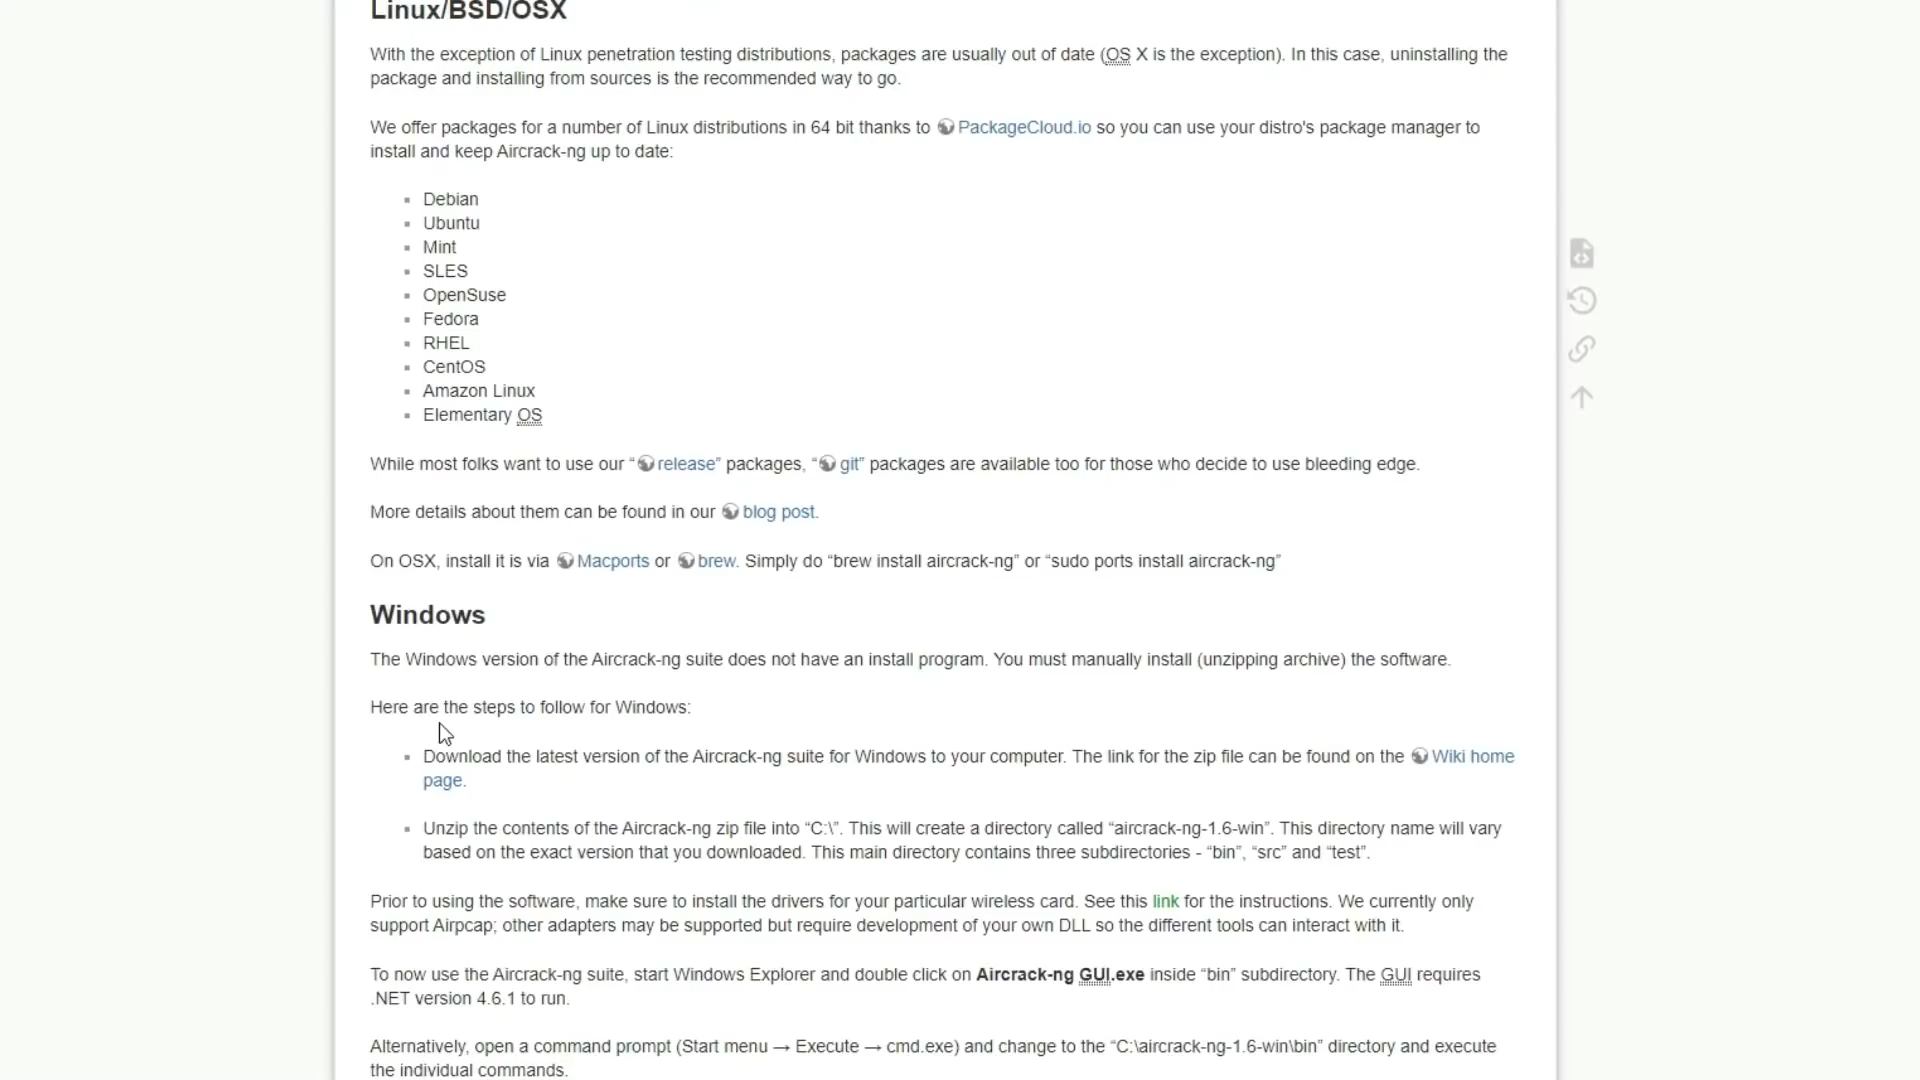 Linux/BSD/OSX
With the exception of Linux penetration testing distributions, packages are usually out of date (OS X is the exception). In this case, uninstalling the
package and installing from sources is the recommended way to go.
We offer packages for a number of Linux distributions in 64 bit thanks to PackageCloud.io so you can use your distro's package manager to
install and keep Aircrack-ng up to date:
Debian
Ubuntu
Mint
SLES
OpenSuse
Fedora
RHEL
CentOS
Amazon Linux
Elementary OS
While most folks want to use our “release” packages, “git” packages are available too for those who decide to use bleeding edge.
More details about them can be found in our blog post.
On OSX, install it is via Macports or brew. Simply do “brew install aircrack-ng” or “sudo ports install aircrack-ng”
Windows
The Windows version of the Aircrack-ng suite does not have an install program. You must manually install (unzipping archive) the software.
Here are the steps to follow for Windows:
Download the latest version of the Aircrack-ng suite for Windows to your computer. The link for the zip file can be found on the Wiki home
page.
Unzip the contents of the Aircrack-ng zip file into “C:\”. This will create a directory called “aircrack-ng-1.6-win”. This directory name will vary
based on the exact version that you downloaded. This main directory contains three subdirectories - “bin”, “src” and “test”.
Prior to using the software, make sure to install the drivers for your particular wireless card. See this link for the instructions. We currently only
support Airpcap; other adapters may be supported but require development of your own DLL so the different tools can interact with it.
To now use the Aircrack-ng suite, start Windows Explorer and double click on Aircrack-ng GUI.exe inside “bin” subdirectory. The GUI requires
.NET version 4.6.1 to run.
Alternatively, open a command prompt (Start menu → Execute → cmd.exe) and change to the “C:\aircrack-ng-1.6-win\bin” directory and execute
the individual commands.